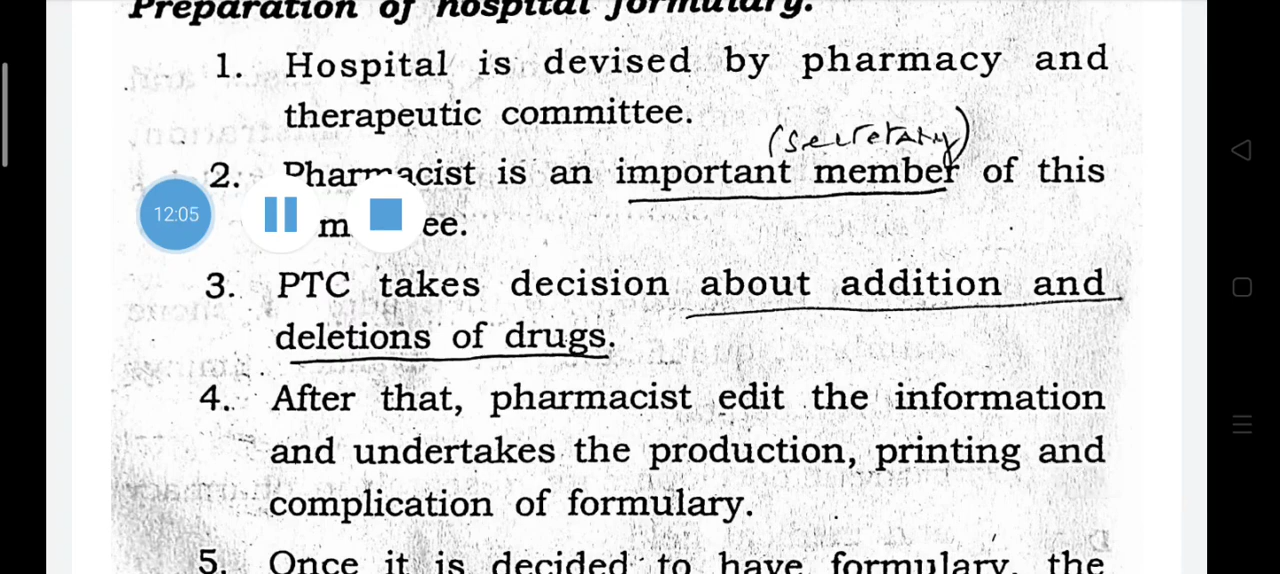 Preparation of hospital formulary.
1. Hospital is devised by pharmacy and
therapeutic committee.
(secretary)
2. Pharmacist is an important member of this
12:05
m ee.
3. PTC takes decision about addition and
deletions of drugs.
4. After that, pharmacist edit the information
and undertakes the production, printing and
complication of formulary.
5. Once it is decided to have formulary, the